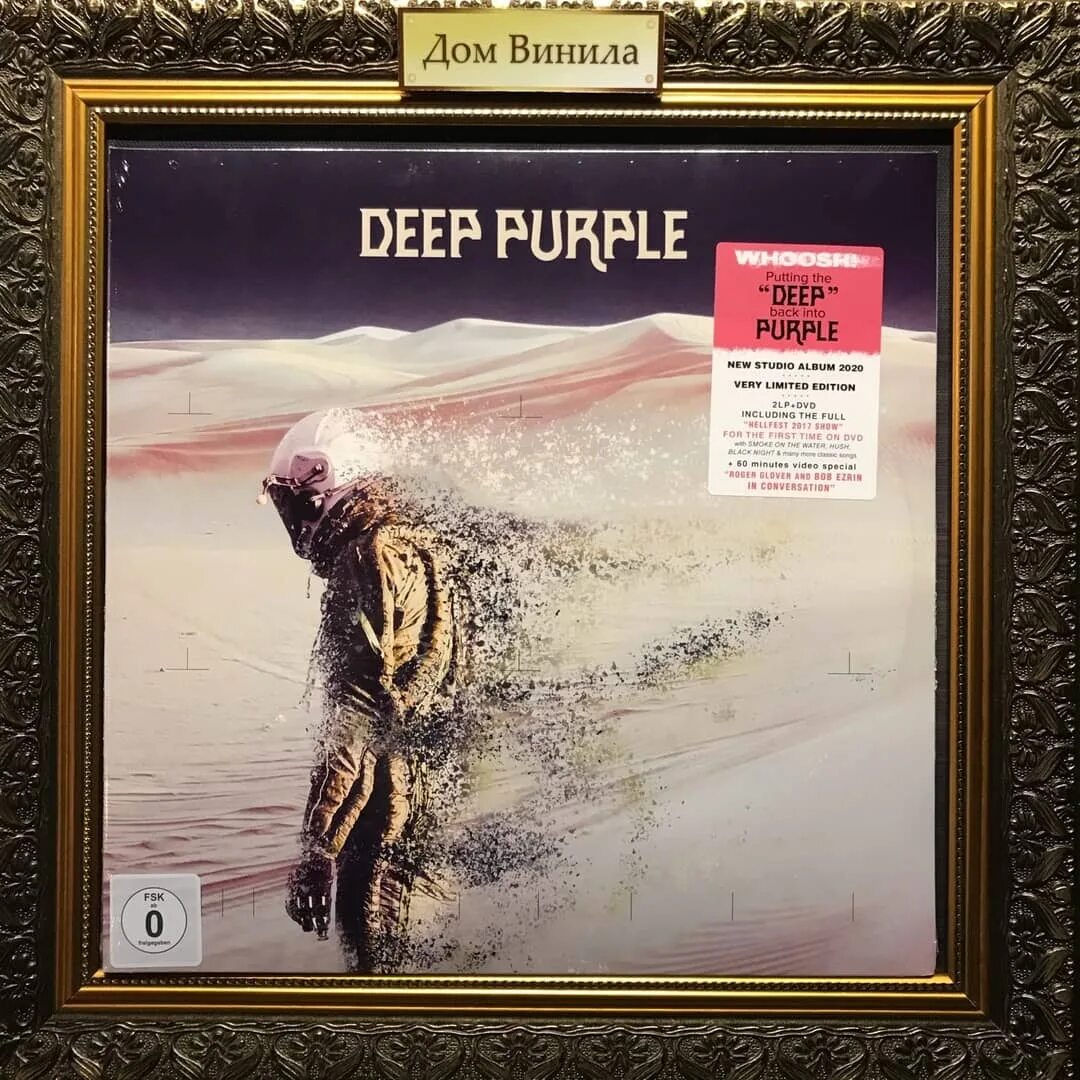 Дом Винила
DEEP PURPLE
WHOOSH!
Putting the
“DEEP”
back into
PURPLE
NEW STUDIO ALBUM 2020
VERY LIMITED EDITION
2LP+DVD
INCLUDING THE FULL
"HELLFEST 2017 SHOW"
FOR THE FIRST TIME ON DVD
with SMOKE ON THE WATER, HUSH,
BLACK NIGHT & many more classic songs
+ 60 minutes video special
"ROGER GLOVER AND BOB EZRIN
IN CONVERSATION"
FSK
ab
0
freigegeben